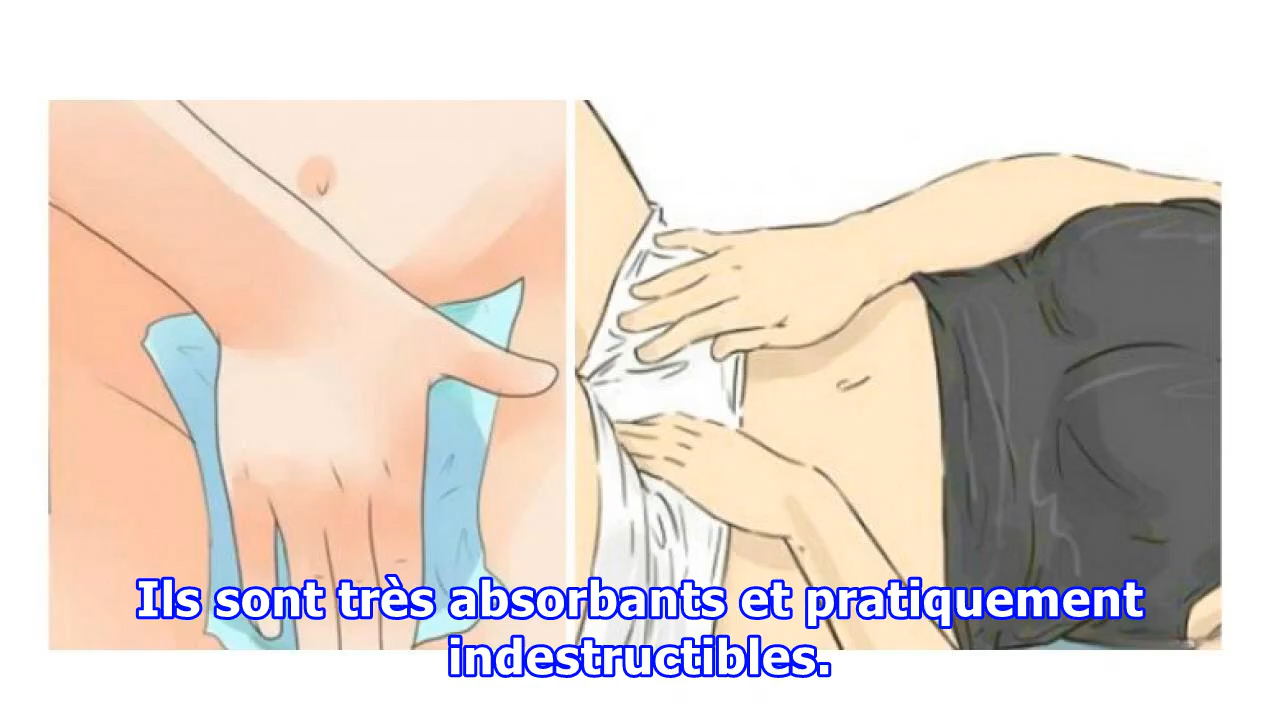 Ils sont très absorbants et pratiquement
indestructibles.